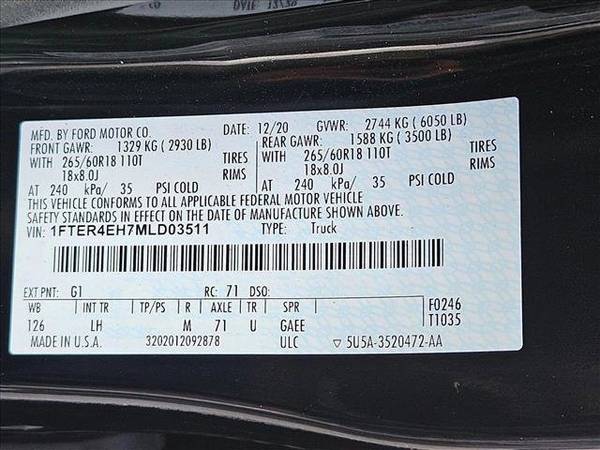 MFD. BY FORD MOTOR CO. DATE: 12/20 GVWR: 2744 KG ( 6050 LB)
FRONT GAWR: 1329 KG ( 2930 LB) REAR GAWR: 1588 KG ( 3500 LB)
WITH 265/60R18 110T TIRES WITH 265/60R18 110T TIRES
18x8.0J RIMS 18x8.0J RIMS
AT 240 kPa/ 35 PSI COLD AT 240 kPa/ 35 PSI COLD
THIS VEHICLE CONFORMS TO ALL APPLICABLE FEDERAL MOTOR VEHICLE
SAFETY STANDARDS IN EFFECT ON THE DATE OF MANUFACTURE SHOWN ABOVE.
VIN: 1FTER4EH7MLD03511 TYPE: Truck
EXT PNT: G1 RC: 71 DSO:
WB INT TR TP/PS R AXLE TR SPR F0246
126 LH M 71 U GAEE T1035
MADE IN U.S.A. 3202012092878 ULC ▽ 5U5A-3520472-AA